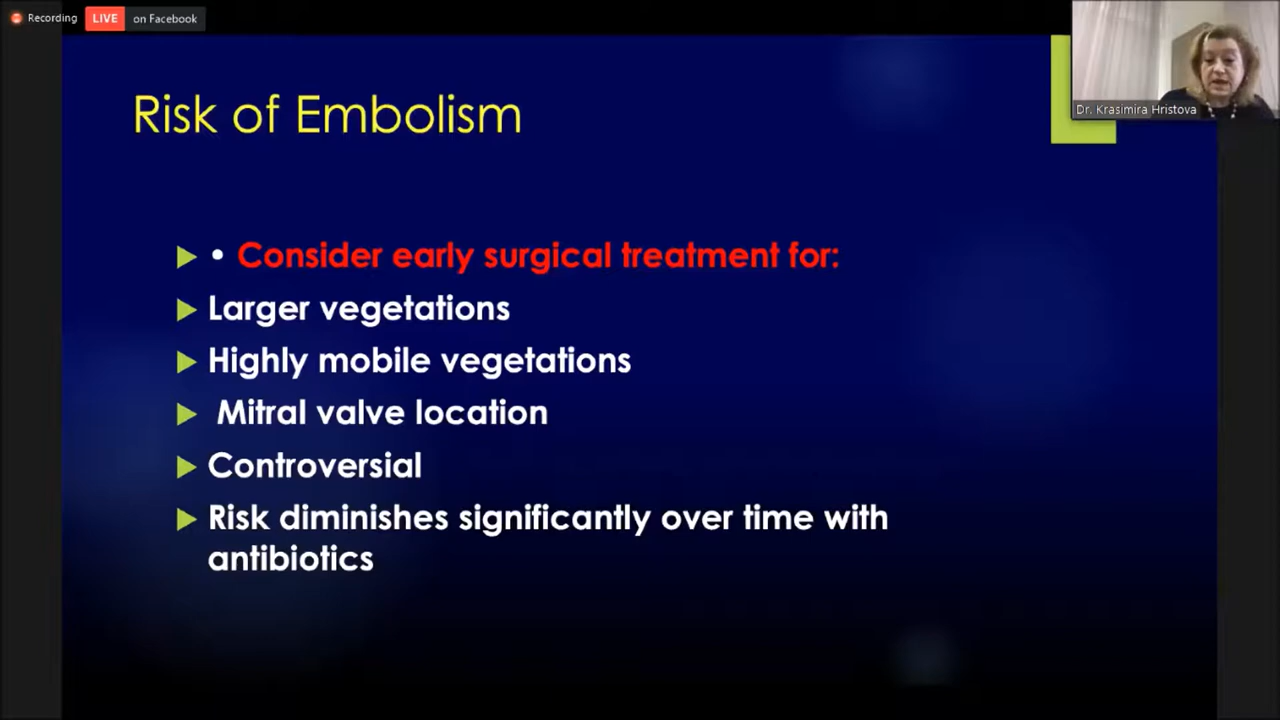 Recording LIVE on Facebook
Dr. Krasimira Hristova
Risk of Embolism
• Consider early surgical treatment for:
Larger vegetations
Highly mobile vegetations
Mitral valve location
Controversial
Risk diminishes significantly over time with
antibiotics